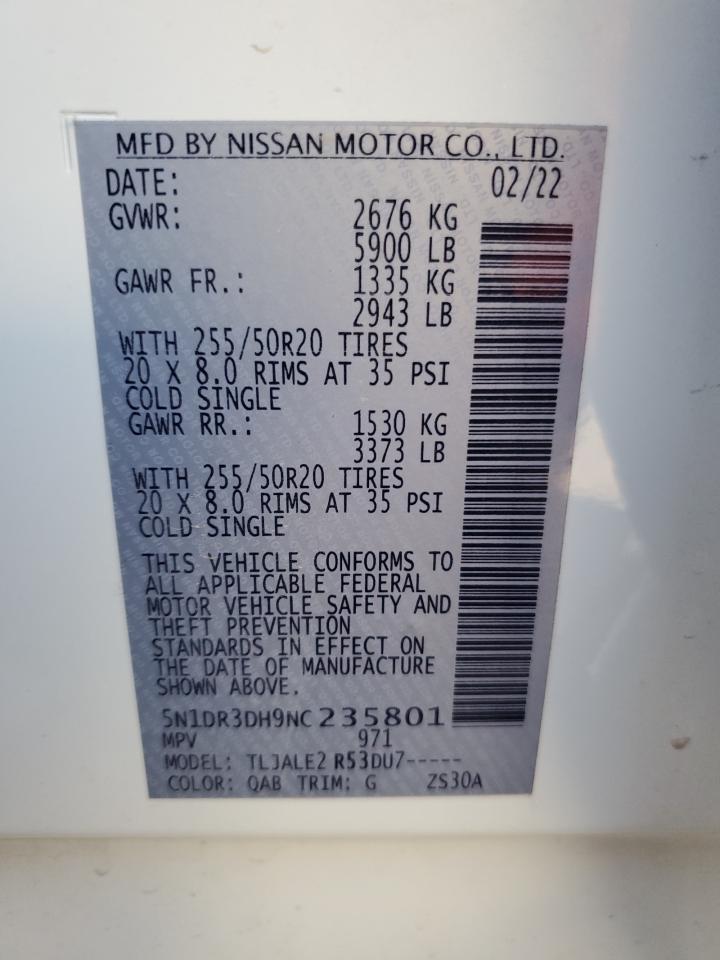 MFD BY NISSAN MOTOR CO., LTD.
DATE: 02/22
GVWR: 2676 KG
5900 LB
GAWR FR.: 1335 KG
2943 LB
WITH 255/50R20 TIRES
20 X 8.0 RIMS AT 35 PSI
COLD SINGLE
GAWR RR.: 1530 KG
3373 LB
WITH 255/50R20 TIRES
20 X 8.0 RIMS AT 35 PSI
COLD SINGLE
THIS VEHICLE CONFORMS TO
ALL APPLICABLE FEDERAL
MOTOR VEHICLE SAFETY AND
THEFT PREVENTION
STANDARDS IN EFFECT ON
THE DATE OF MANUFACTURE
SHOWN ABOVE.
5N1DR3DH9NC235801
MPV 971
MODEL: TLJALE2 R53DU7-----
COLOR: QAB TRIM: G ZS30A